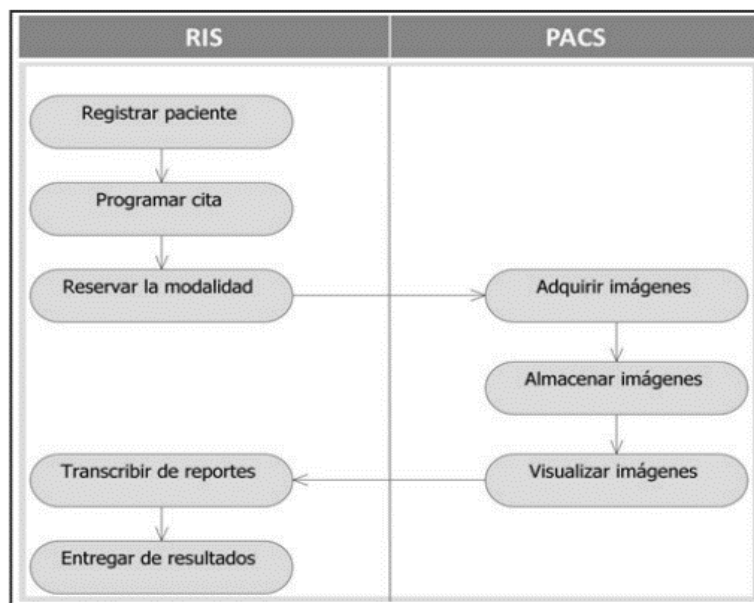 RIS
PACS
Registrar paciente
Programar cita
Reservar la modalidad
Adquirir imágenes
Almacenar imágenes
Visualizar imágenes
Transcribir de reportes
Entregar de resultados